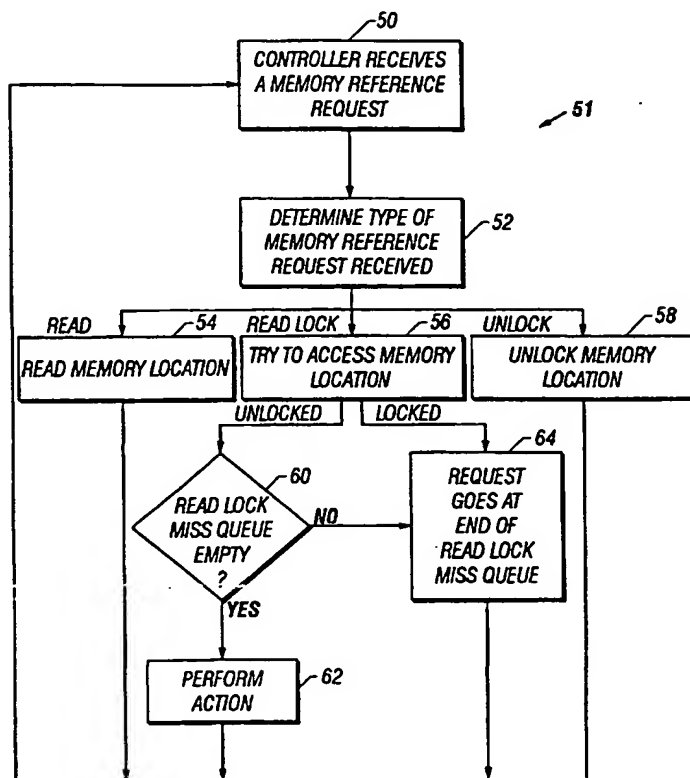 50
CONTROLLER RECEIVES
A MEMORY REFERENCE
REQUEST
51
52
DETERMINE TYPE OF
MEMORY REFERENCE
REQUEST RECEIVED
READ
54
READ LOCK
56
UNLOCK
58
READ MEMORY LOCATION
TRY TO ACCESS MEMORY
LOCATION
UNLOCK MEMORY
LOCATION
UNLOCKED
LOCKED
60
64
READ LOCK
MISS QUEUE
EMPTY
?
NO
YES
REQUEST
GOES AT
END OF
READ LOCK
MISS QUEUE
62
PERFORM
ACTION